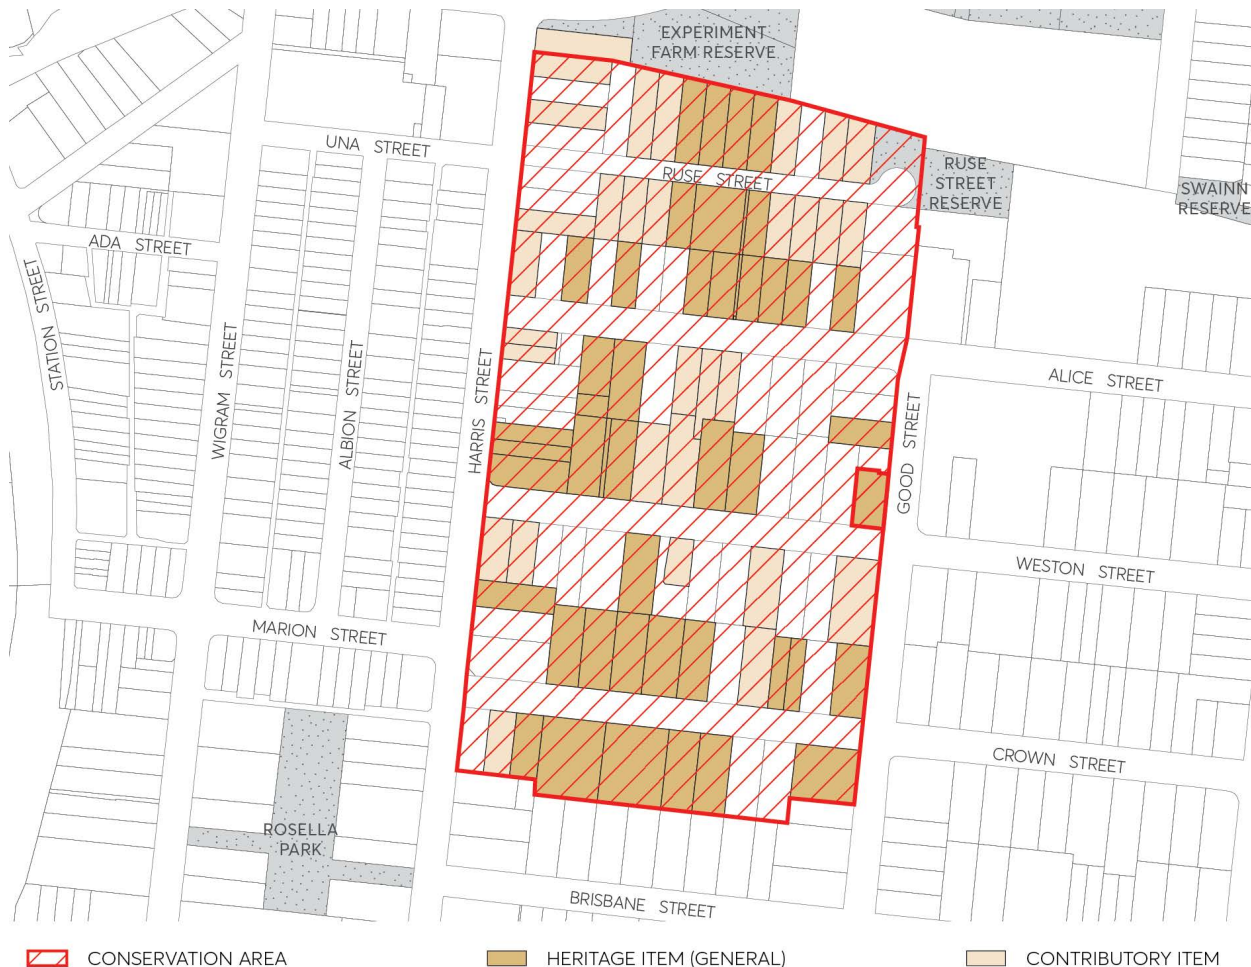 EXPERIMENT
FARM RESERVE
UNA STREET
RUSE STREET
RUSE
STREET
RESERVE
SWAINN
RESERVE
ADA STREET
STATION STREET
WIGRAM STREET
ALBION STREET
HARRIS STREET
ALICE STREET
GOOD STREET
WESTON STREET
MARION STREET
CROWN STREET
ROSELLA
PARK
BRISBANE STREET
CONSERVATION AREA
HERITAGE ITEM (GENERAL)
CONTRIBUTORY ITEM